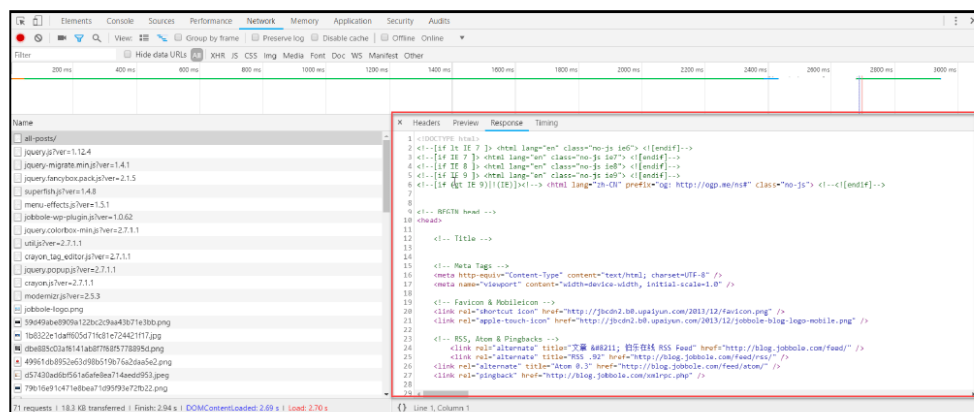 Elements Console Sources Performance Network Memory Application Security Audits
View: Group by frame Preserve log Disable cache Offline Online
Filter Hide data URLs All XHR JS CSS Img Media Font Doc WS Manifest Other
200 ms 400 ms 600 ms 800 ms 1000 ms 1200 ms 1400 ms 1600 ms 1800 ms 2000 ms 2200 ms 2400 ms 2600 ms 2800 ms 3000 ms
Name
all-posts/
jquery.js?ver=1.12.4
jquery-migrate.min.js?ver=1.4.1
jquery.fancybox.pack.js?ver=2.1.5
superfish.js?ver=1.4.8
menu-effects.js?ver=1.5.1
jobbole-wp-plugin.js?ver=1.0.62
jquery.colorbox-min.js?ver=2.7.1.1
util.js?ver=2.7.1.1
crayon_tag_editor.js?ver=2.7.1.1
jquery.popup.js?ver=2.7.1.1
crayon.js?ver=2.7.1.1
modernizr.js?ver=2.5.3
jobbole-logo.png
59d49abe8909a122bc2c9aa43b71e3bb.png
1b8322e1daff605d71fc81e724421f17.jpg
dbe885c03af6141ab8f7f68f5778895d.png
49961db8952e63d98b519b76a2daa5e2.png
d57430ad6bf561a6afe8ea714aedd953.jpeg
79b16e91c471e8bea71d95f93e72fb22.png
71 requests | 18.3 KB transferred | Finish: 2.94 s | DOMContentLoaded: 2.69 s | Load: 2.70 s
× Headers Preview Response Timing
1 <!DOCTYPE html>
2 <!--[if lt IE 7 ]> <html lang="en" class="no-js ie6"> <![endif]-->
3 <!--[if IE 7 ]> <html lang="en" class="no-js ie7"> <![endif]-->
4 <!--[if IE 8 ]> <html lang="en" class="no-js ie8"> <![endif]-->
5 <!--[if IE 9 ]> <html lang="en" class="no-js ie9"> <![endif]-->
6 <!--[if (gt IE 9)|!(IE)]><!--> <html lang="zh-CN" prefix="og: http://ogp.me/ns#" class="no-js"> <!--<![endif]-->
7
8
9 <!-- BEGIN head -->
10 <head>
11
12 <!-- Title -->
13
14
15 <!-- Meta Tags -->
16 <meta http-equiv="Content-Type" content="text/html; charset=UTF-8" />
17 <meta name="viewport" content="width=device-width, initial-scale=1.0" />
18
19 <!-- Favicon & Mobileicon -->
20 <link rel="shortcut icon" href="http://jbcdn2.b0.upaiyun.com/2013/12/favicon.png" />
21 <link rel="apple-touch-icon" href="http://jbcdn2.b0.upaiyun.com/2013/12/jobbole-blog-logo-mobile.png" />
22
23 <!-- RSS, Atom & Pingbacks -->
24 <link rel="alternate" title="文章 &#8211; 伯乐在线 RSS Feed" href="http://blog.jobbole.com/feed/" />
25 <link rel="alternate" title="RSS .92" href="http://blog.jobbole.com/feed/rss/" />
26 <link rel="alternate" title="Atom 0.3" href="http://blog.jobbole.com/feed/atom/" />
27 <link rel="pingback" href="http://blog.jobbole.com/xmlrpc.php" />
28
29
{} Line 1, Column 1